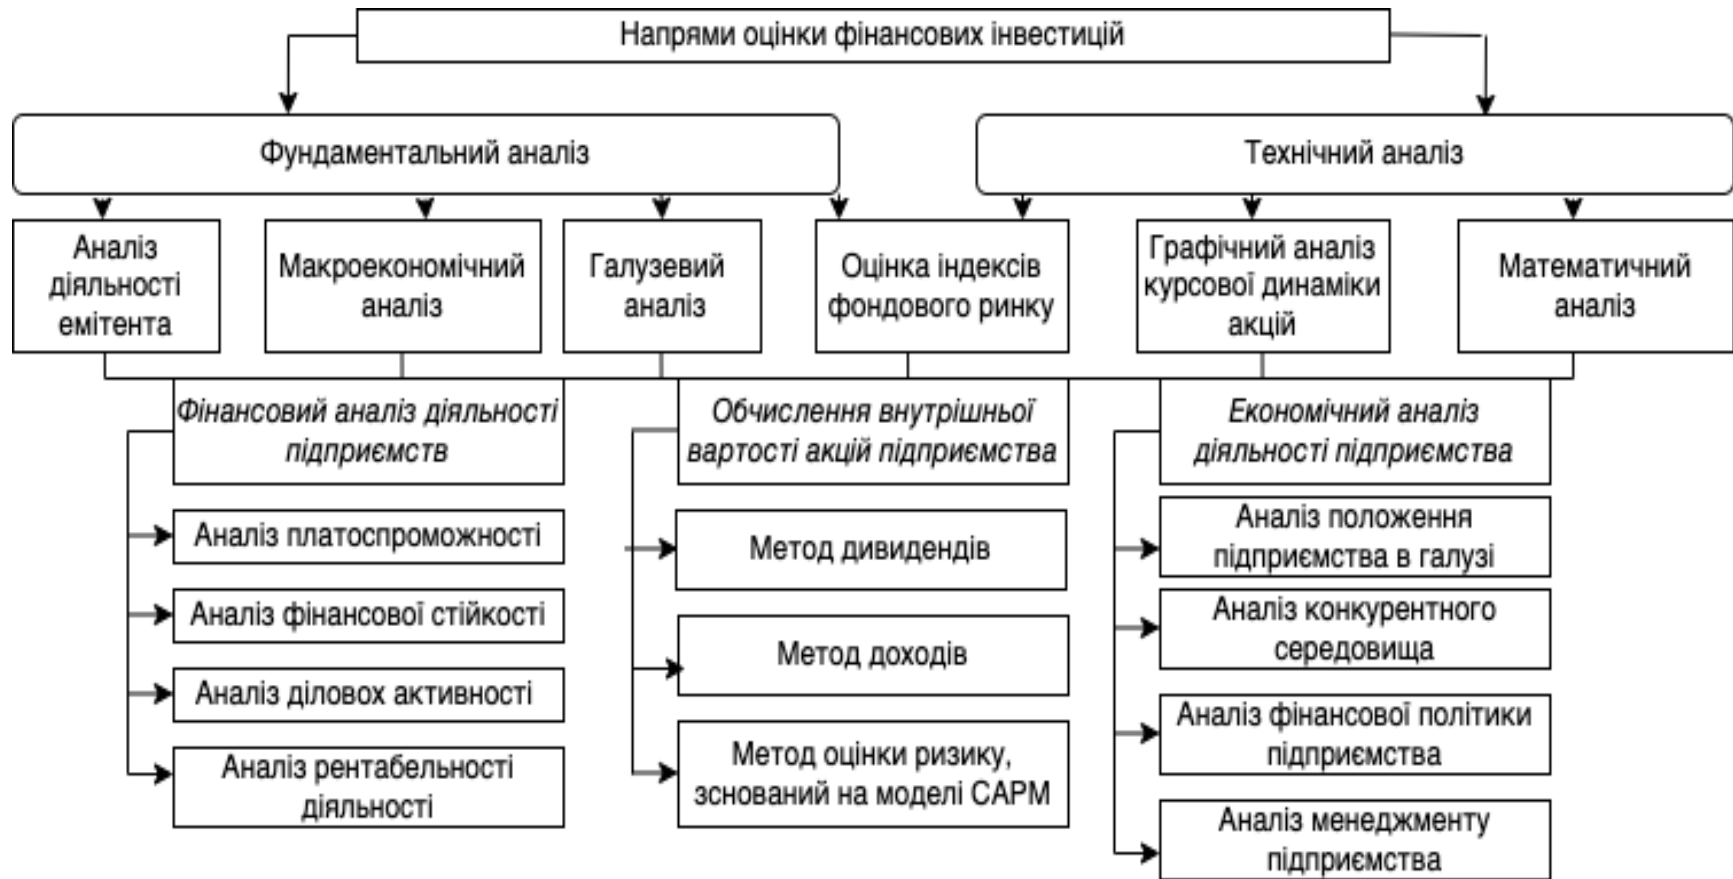 Напрями оцінки фінансових інвестицій
Фундаментальний аналіз
Технічний аналіз
Аналіз
діяльності
емітента
Макроекономічний
аналіз
Галузевий
аналіз
Оцінка індексів
фондового ринку
Графічний аналіз
курсової динаміки
акцій
Математичний
аналіз
Фінансовий аналіз діяльності
підприємств
Аналіз платоспроможності
Аналіз фінансової стійкості
Аналіз діловох активності
Аналіз рентабельності
діяльності
Обчислення внутрішньої
вартості акцій підприємства
Метод дивидендів
Метод доходів
Метод оцінки ризику,
зснований на моделі САРМ
Економічний аналіз
діяльності підприємства
Аналіз положення
підприємства в галузі
Аналіз конкурентного
середовища
Аналіз фінансової політики
підприємства
Аналіз менеджменту
підприємства